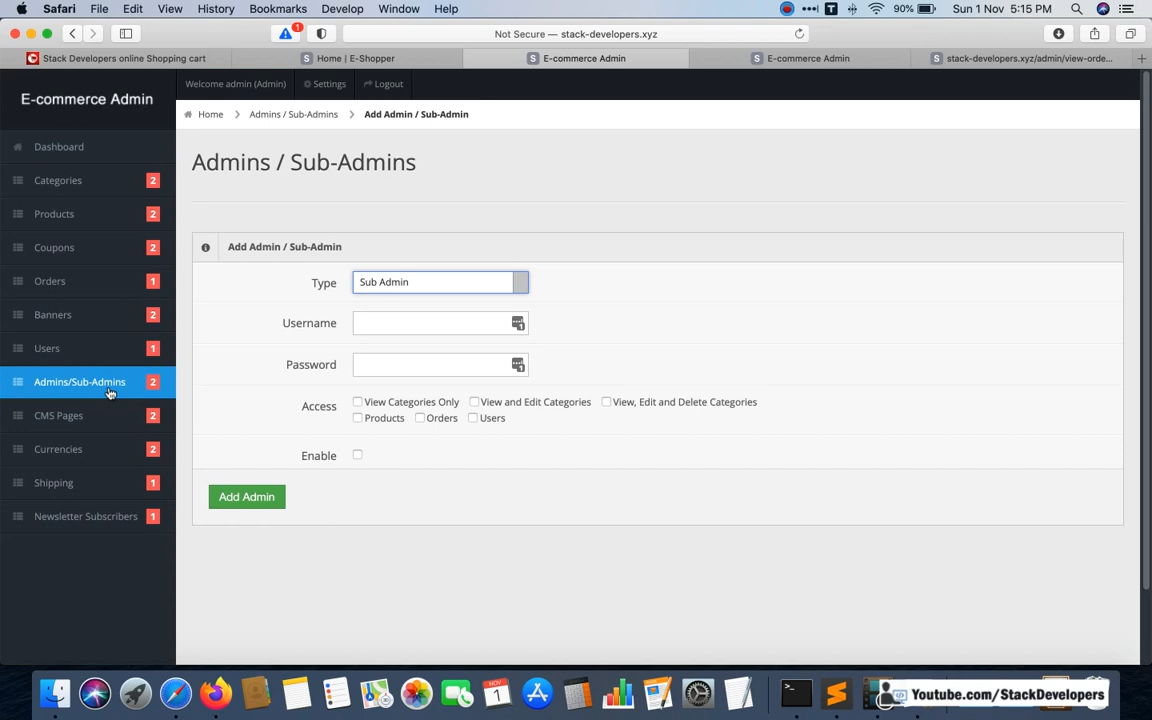 Safari File Edit View History Bookmarks Develop Window Help
T 90% Sun 1 Nov 5:15 PM
1 Not Secure — stack-developers.xyz
Stack Developers online Shopping cart
Home | E-Shopper
E-commerce Admin
E-commerce Admin
stack-developers.xyz/admin/view-orde...
E-commerce Admin
Welcome admin (Admin) Settings Logout
Home Admins / Sub-Admins Add Admin / Sub-Admin
Dashboard
Categories 2
Products 2
Coupons 2
Orders 1
Banners 2
Users 1
Admins/Sub-Admins 2
CMS Pages 2
Currencies 2
Shipping 1
Newsletter Subscribers 1
Admins / Sub-Admins
Add Admin / Sub-Admin
Type Sub Admin
Username
Password
Access View Categories Only View and Edit Categories View, Edit and Delete Categories
Products Orders Users
Enable
Add Admin
NOV 1
Youtube.com/StackDevelopers